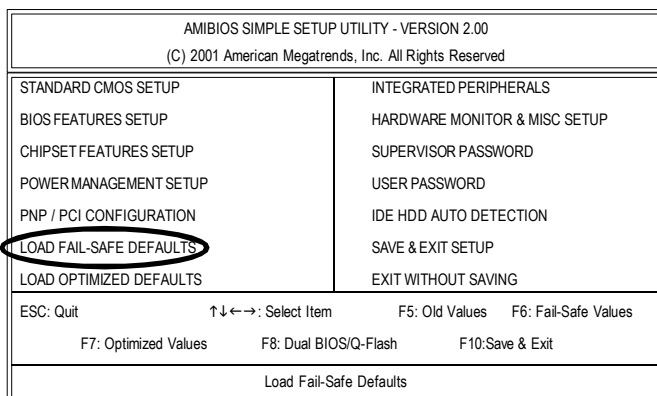 AMIBIOS SIMPLE SETUP UTILITY - VERSION 2.00
(C) 2001 American Megatrends, Inc. All Rights Reserved
STANDARD CMOS SETUP
BIOS FEATURES SETUP
CHIPSET FEATURES SETUP
POWER MANAGEMENT SETUP
PNP / PCI CONFIGURATION
LOAD FAIL-SAFE DEFAULTS
LOAD OPTIMIZED DEFAULTS
INTEGRATED PERIPHERALS
HARDWARE MONITOR & MISC SETUP
SUPERVISOR PASSWORD
USER PASSWORD
IDE HDD AUTO DETECTION
SAVE & EXIT SETUP
EXIT WITHOUT SAVING
ESC: Quit ↑↓←→: Select Item F5: Old Values F6: Fail-Safe Values
F7: Optimized Values F8: Dual BIOS/Q-Flash F10:Save & Exit
Load Fail-Safe Defaults